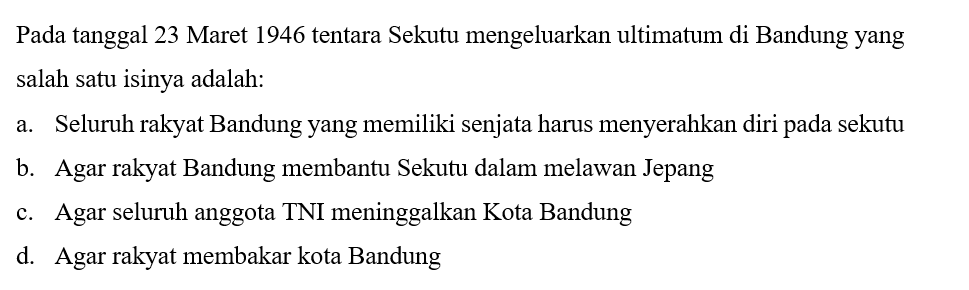 Pada tanggal 23 Maret 1946 tentara Sekutu mengeluarkan ultimatum di Bandung yang
salah satu isinya adalah:
a. Seluruh rakyat Bandung yang memiliki senjata harus menyerahkan diri pada sekutu
b. Agar rakyat Bandung membantu Sekutu dalam melawan Jepang
c. Agar seluruh anggota TNI meninggalkan Kota Bandung
d. Agar rakyat membakar kota Bandung